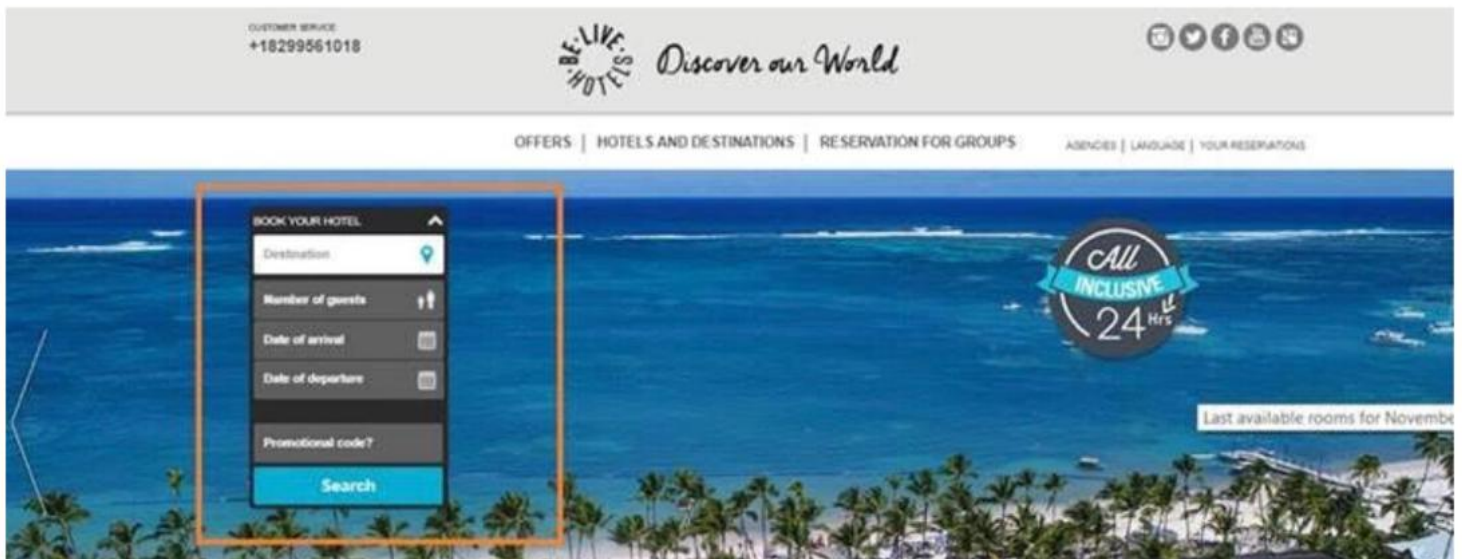 CUSTOMER SERVICE
+18299561018
BE·LIVE·HOTELS
Discover our World
OFFERS | HOTELS AND DESTINATIONS | RESERVATION FOR GROUPS
AGENCIES | LANGUAGE | YOUR RESERVATIONS
BOOK YOUR HOTEL
Destination
Number of guests
Date of arrival
Date of departure
Promotional code?
Search
All
INCLUSIVE
24 Hrs
Last available rooms for Novembe